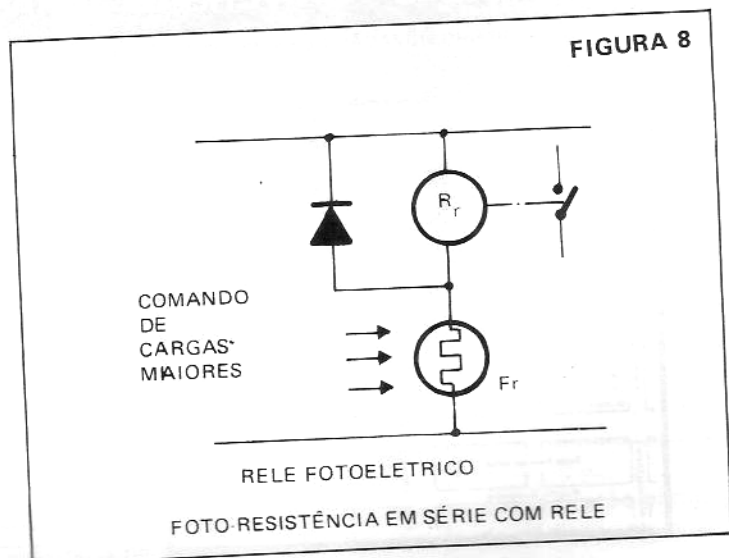 FIGURA 8
Rr
COMANDO
DE
CARGAS
MAIORES
Fr
RELE FOTOELETRICO
FOTO-RESISTÊNCIA EM SÉRIE COM RELE